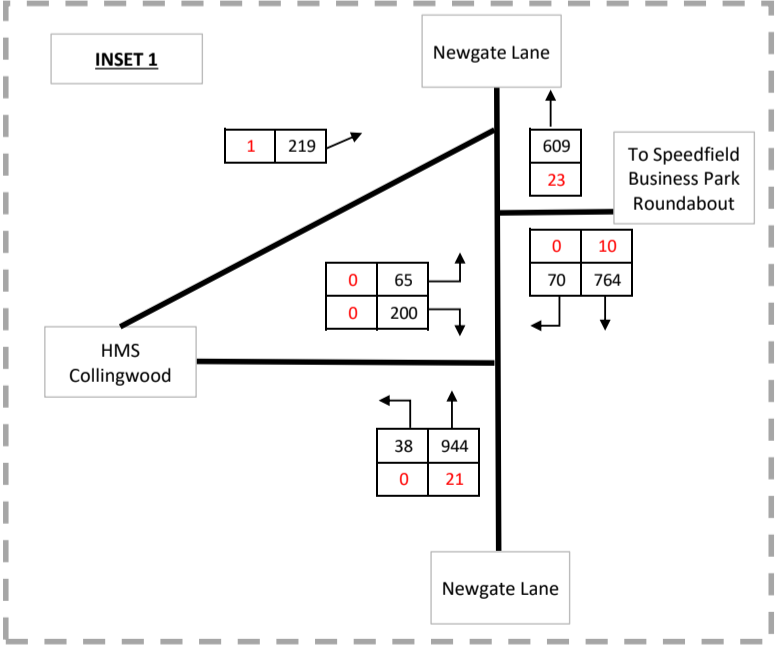 INSET 1
Newgate Lane
1 219
609
23
To Speedfield
Business Park
Roundabout
0 10
70 764
0 65
0 200
HMS
Collingwood
38 944
0 21
Newgate Lane